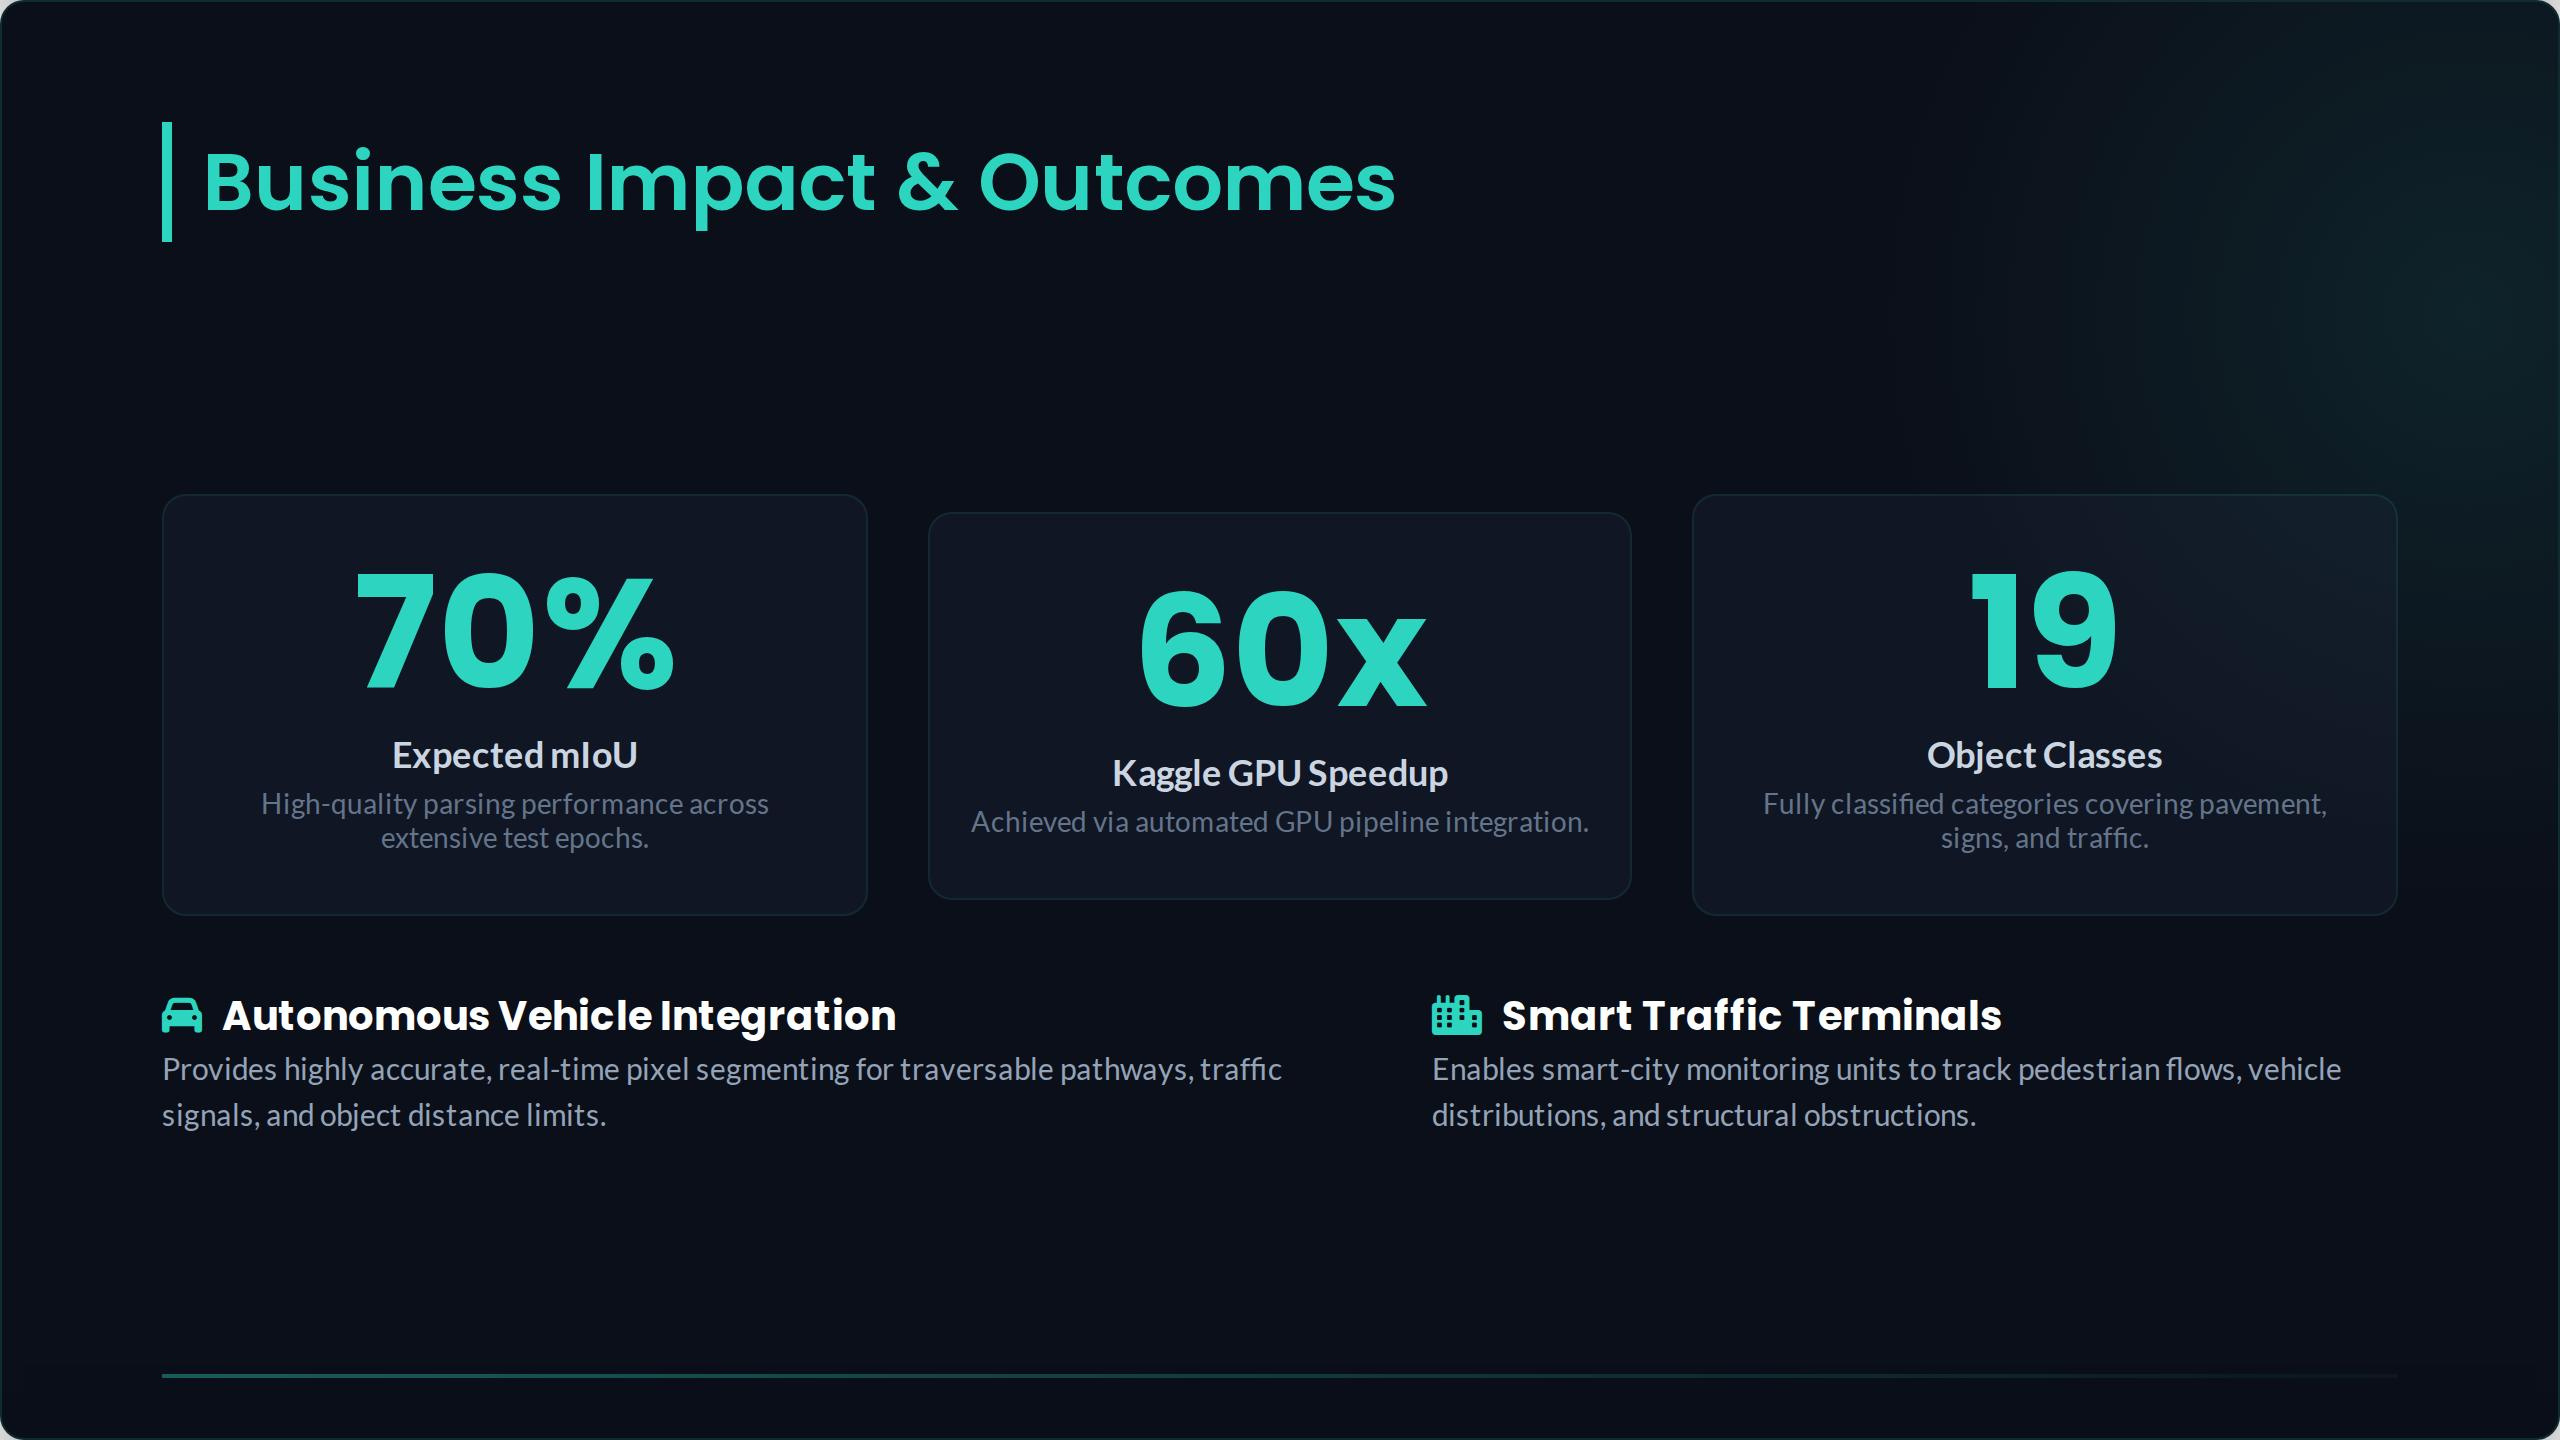 Business Impact & Outcomes
70%
Expected mIoU
High-quality parsing performance across
extensive test epochs.
60x
Kaggle GPU Speedup
Achieved via automated GPU pipeline integration.
19
Object Classes
Fully classified categories covering pavement,
signs, and traffic.
Autonomous Vehicle Integration
Provides highly accurate, real-time pixel segmenting for traversable pathways, traffic
signals, and object distance limits.
Smart Traffic Terminals
Enables smart-city monitoring units to track pedestrian flows, vehicle
distributions, and structural obstructions.